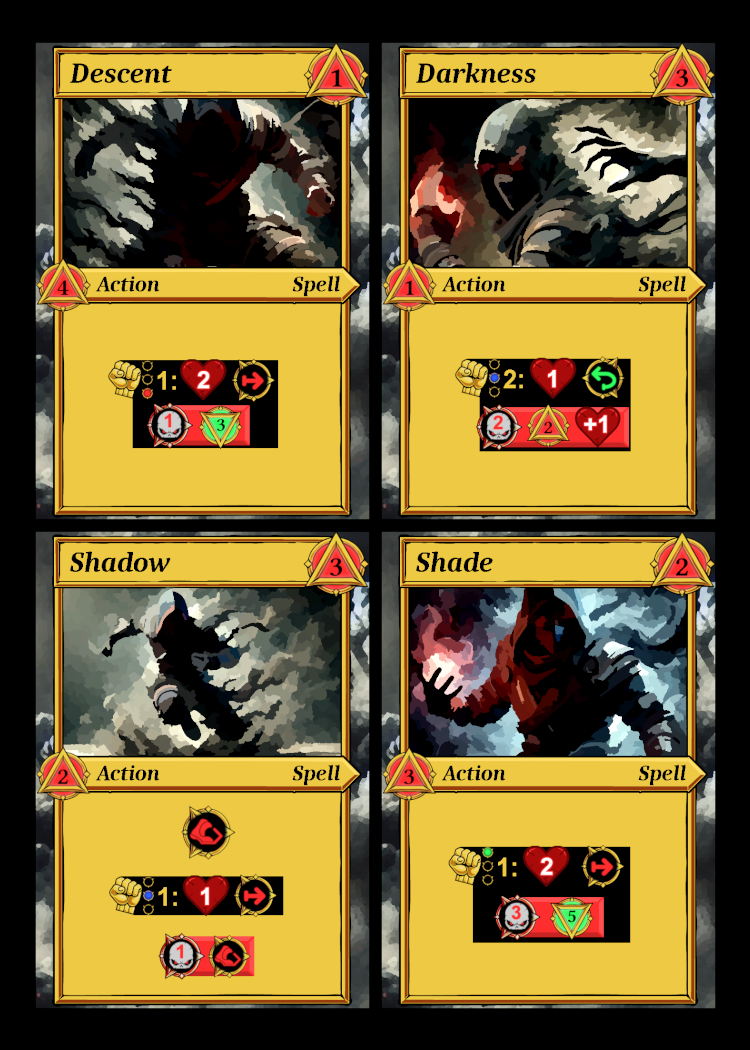 Descent 1
4 Action Spell
1: 2
1 3
Darkness 3
1 Action Spell
2: 1
2 2 +1
Shadow 3
2 Action Spell
1: 1
1
Shade 2
3 Action Spell
1: 2
3 5